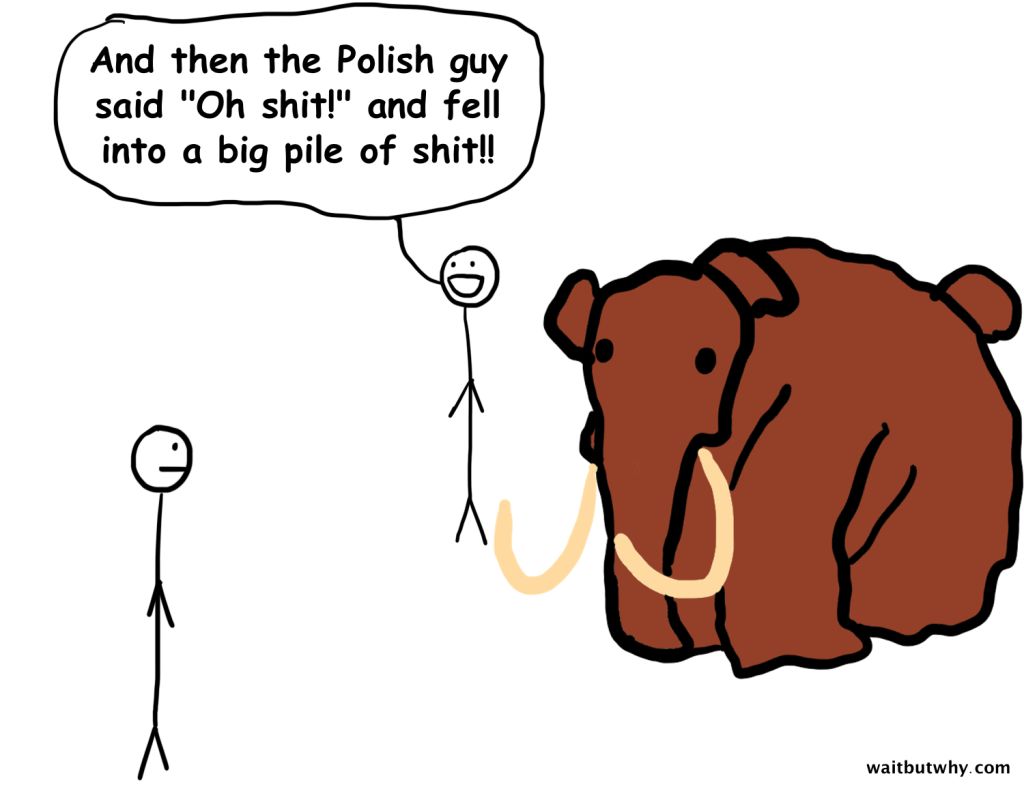 And then the Polish guy
said "Oh shit!" and fell
into a big pile of shit!!
waitbutwhy.com